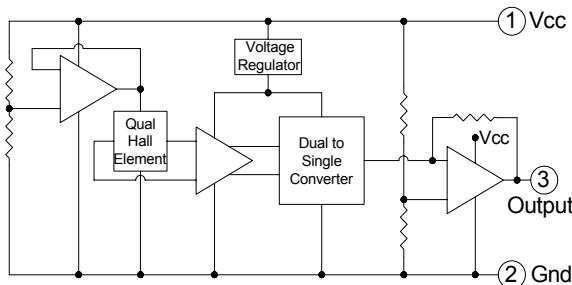 1 Vcc
Voltage
Regulator
Qual
Hall
Element
Dual to
Single
Converter
Vcc
3
Output
2 Gnd